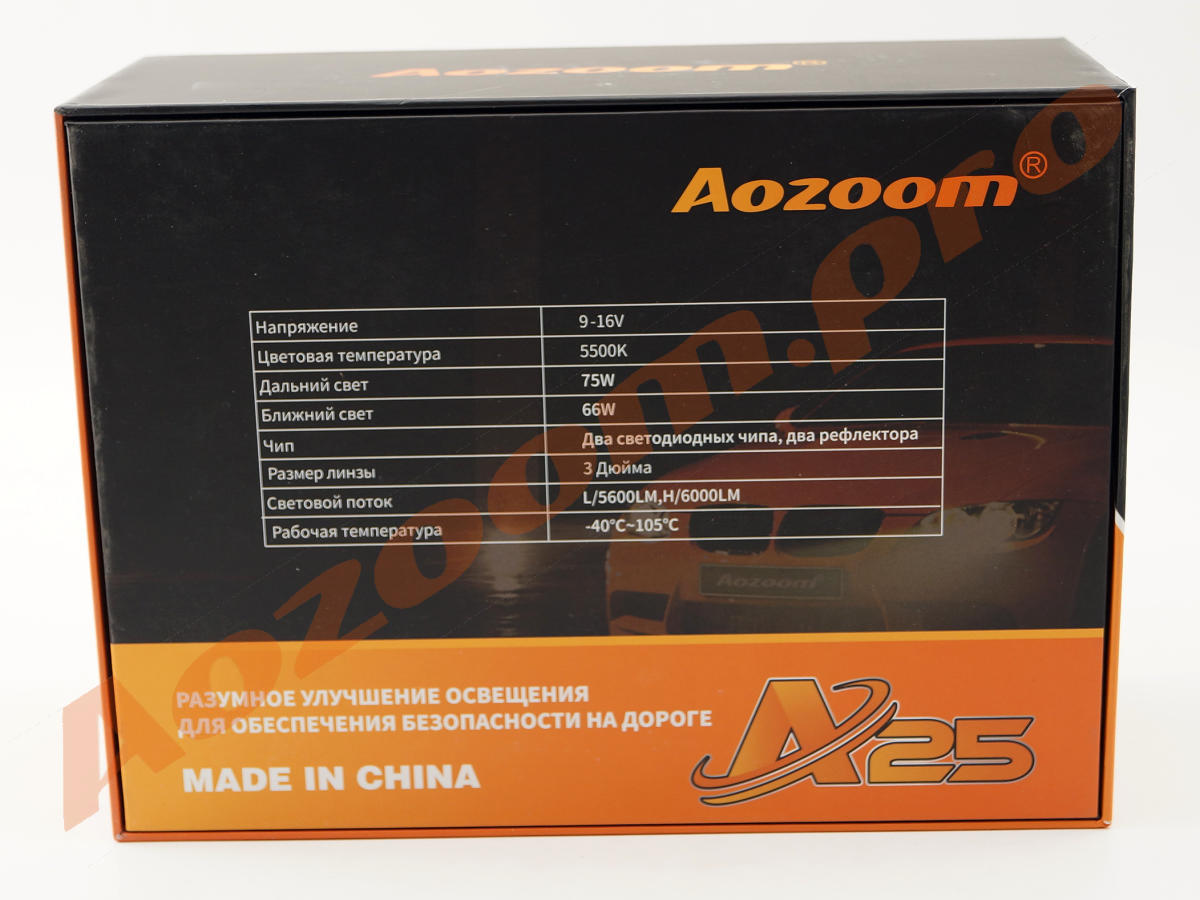 Aozoom®
Aozoom®
Напряжение 9-16V
Цветовая температура 5500K
Дальний свет 75W
Ближний свет 66W
Чип Два светодиодных чипа, два рефлектора
Размер линзы 3 Дюйма
Световой поток L/5600LM,H/6000LM
Рабочая температура -40°C~105°C
Aozoom
РАЗУМНОЕ УЛУЧШЕНИЕ ОСВЕЩЕНИЯ
ДЛЯ ОБЕСПЕЧЕНИЯ БЕЗОПАСНОСТИ НА ДОРОГЕ
MADE IN CHINA
A25
Aozoom.pro